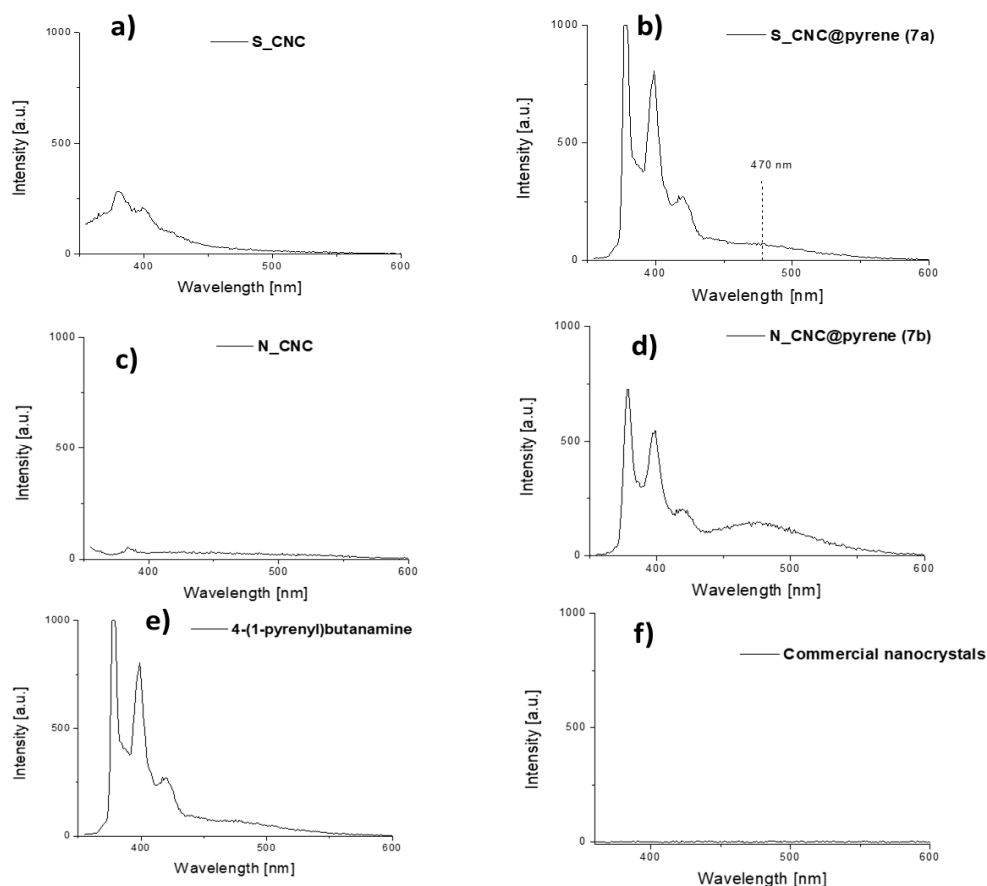 a)
S_CNC
1000
500
0
400
500
600
Intensity [a.u.]
Wavelength [nm]
b)
S_CNC@pyrene (7a)
1000
500
0
470 nm
400
500
600
Intensity [a.u.]
Wavelength [nm]
c)
N_CNC
1000
500
0
400
500
600
Intensity [a.u.]
Wavelength [nm]
d)
N_CNC@pyrene (7b)
1000
500
0
400
500
600
Intensity [a.u.]
Wavelength [nm]
e)
4-(1-pyrenyl)butanamine
1000
500
0
400
500
600
Intensity [a.u.]
Wavelength [nm]
f)
Commercial nanocrystals
1000
500
0
400
500
600
Intensity [a.u.]
Wavelength [nm]